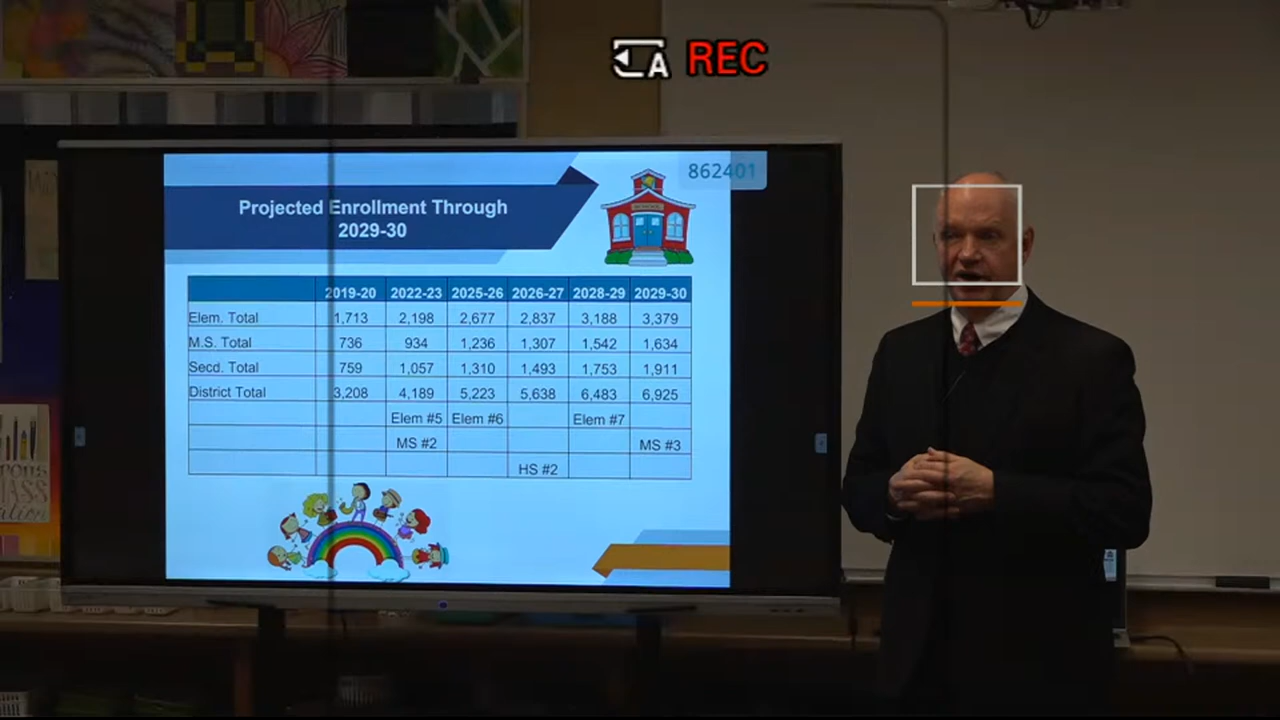 A REC
862401
Projected Enrollment Through
2029-30
SCHOOL
2019-20 2022-23 2025-26 2026-27 2028-29 2029-30
Elem. Total 1,713 2,198 2,677 2,837 3,188 3,379
M.S. Total 736 934 1,236 1,307 1,542 1,634
Secd. Total 759 1,057 1,310 1,493 1,753 1,911
District Total 3,208 4,189 5,223 5,638 6,483 6,925
Elem #5 Elem #6 Elem #7
MS #2 MS #3
HS #2